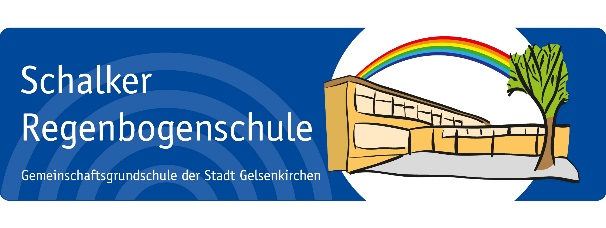 Schalker
Regenbogenschule
Gemeinschaftsgrundschule der Stadt Gelsenkirchen